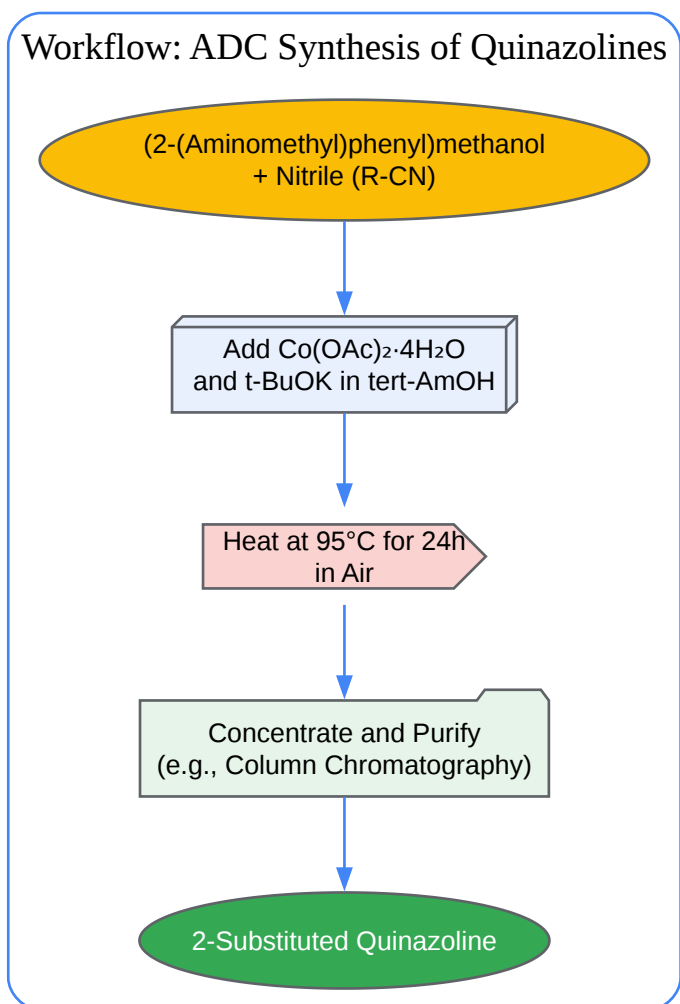 Workflow: ADC Synthesis of Quinazolines
(2-(Aminomethyl)phenyl)methanol
+ Nitrile (R-CN)
Add Co(OAc)₂·4H₂O
and t-BuOK in tert-AmOH
Heat at 95°C for 24h
in Air
Concentrate and Purify
(e.g., Column Chromatography)
2-Substituted Quinazoline